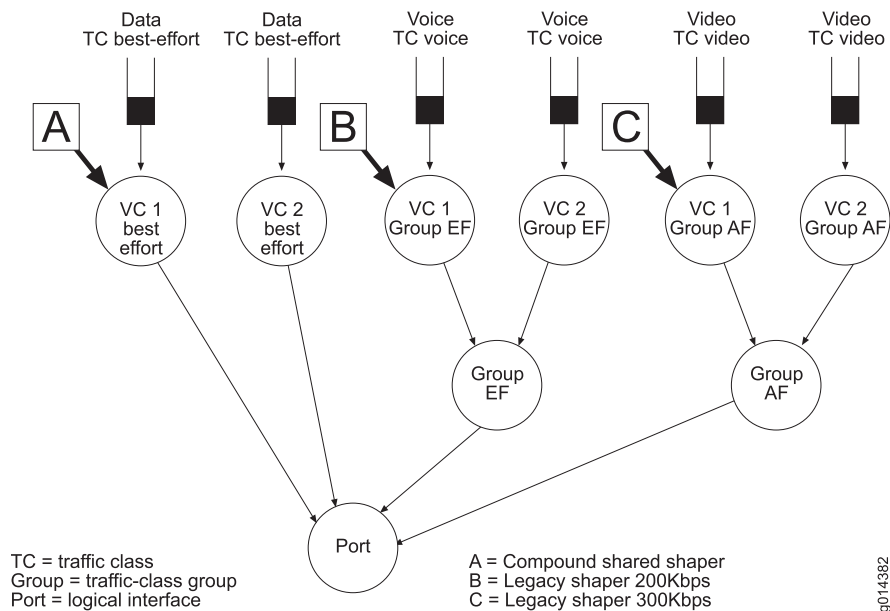 Data
TC best-effort
Data
TC best-effort
Voice
TC voice
Voice
TC voice
Video
TC video
Video
TC video
A
B
C
VC 1
best
effort
VC 2
best
effort
VC 1
Group EF
VC 2
Group EF
VC 1
Group AF
VC 2
Group AF
Group
EF
Group
AF
Port
TC = traffic class
Group = traffic-class group
Port = logical interface
A = Compound shared shaper
B = Legacy shaper 200Kbps
C = Legacy shaper 300Kbps
g014382